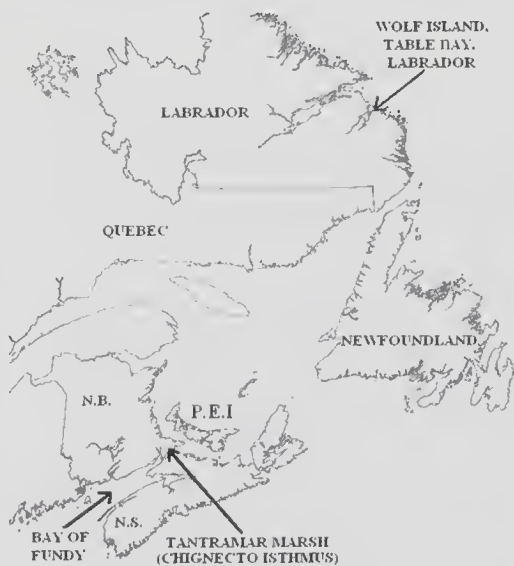 WOLF ISLAND,
TABLE BAY,
LABRADOR
LABRADOR
QUEBEC
NEWFOUNDLAND
N.B.
P.E.I
N.S.
BAY OF
FUNDY
TANTRAMAR MARSH
(CHIGNECTO ISTHMUS)